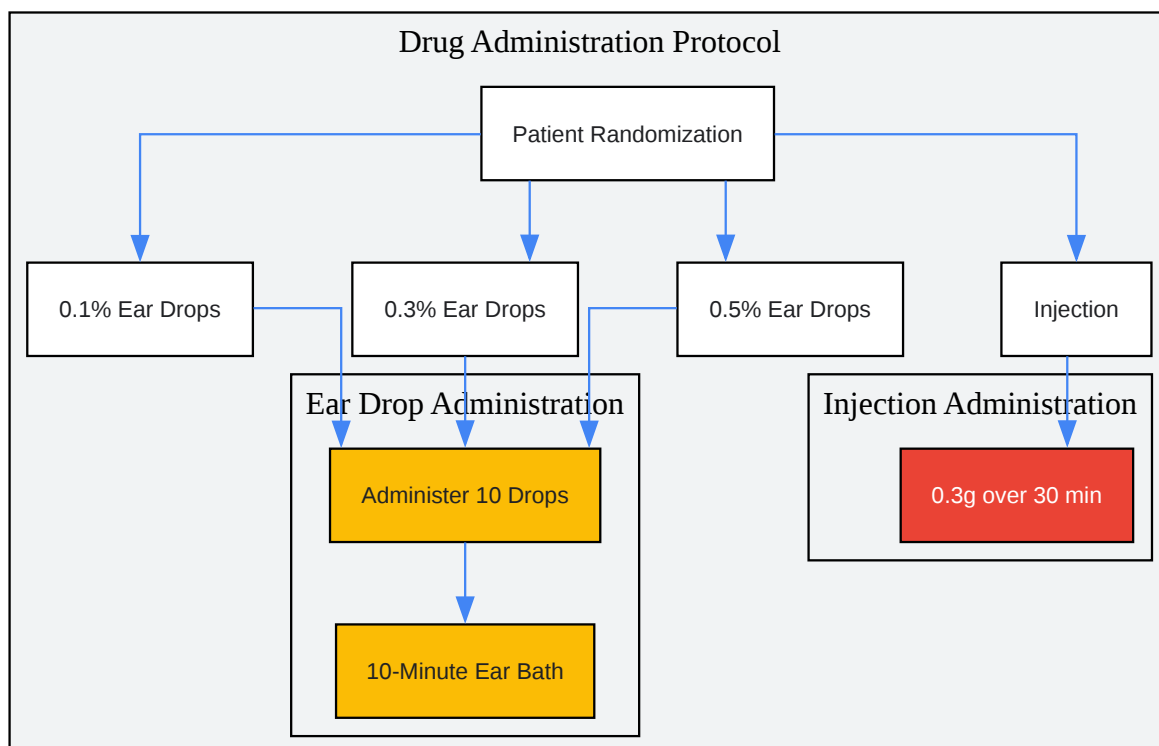 Drug Administration Protocol
Patient Randomization
0.1% Ear Drops
0.3% Ear Drops
0.5% Ear Drops
Injection
Ear Drop Administration
Injection Administration
Administer 10 Drops
0.3g over 30 min
10-Minute Ear Bath